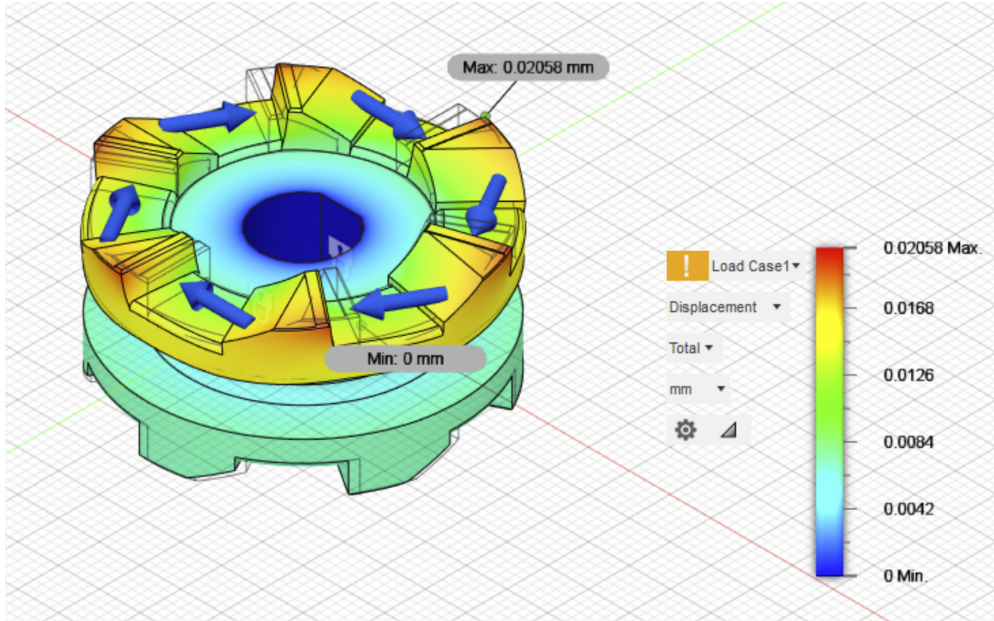 Max: 0.02058 mm
Min: 0 mm
! Load Case1
Displacement
Total
mm
0.02058 Max.
0.0168
0.0126
0.0084
0.0042
0 Min.